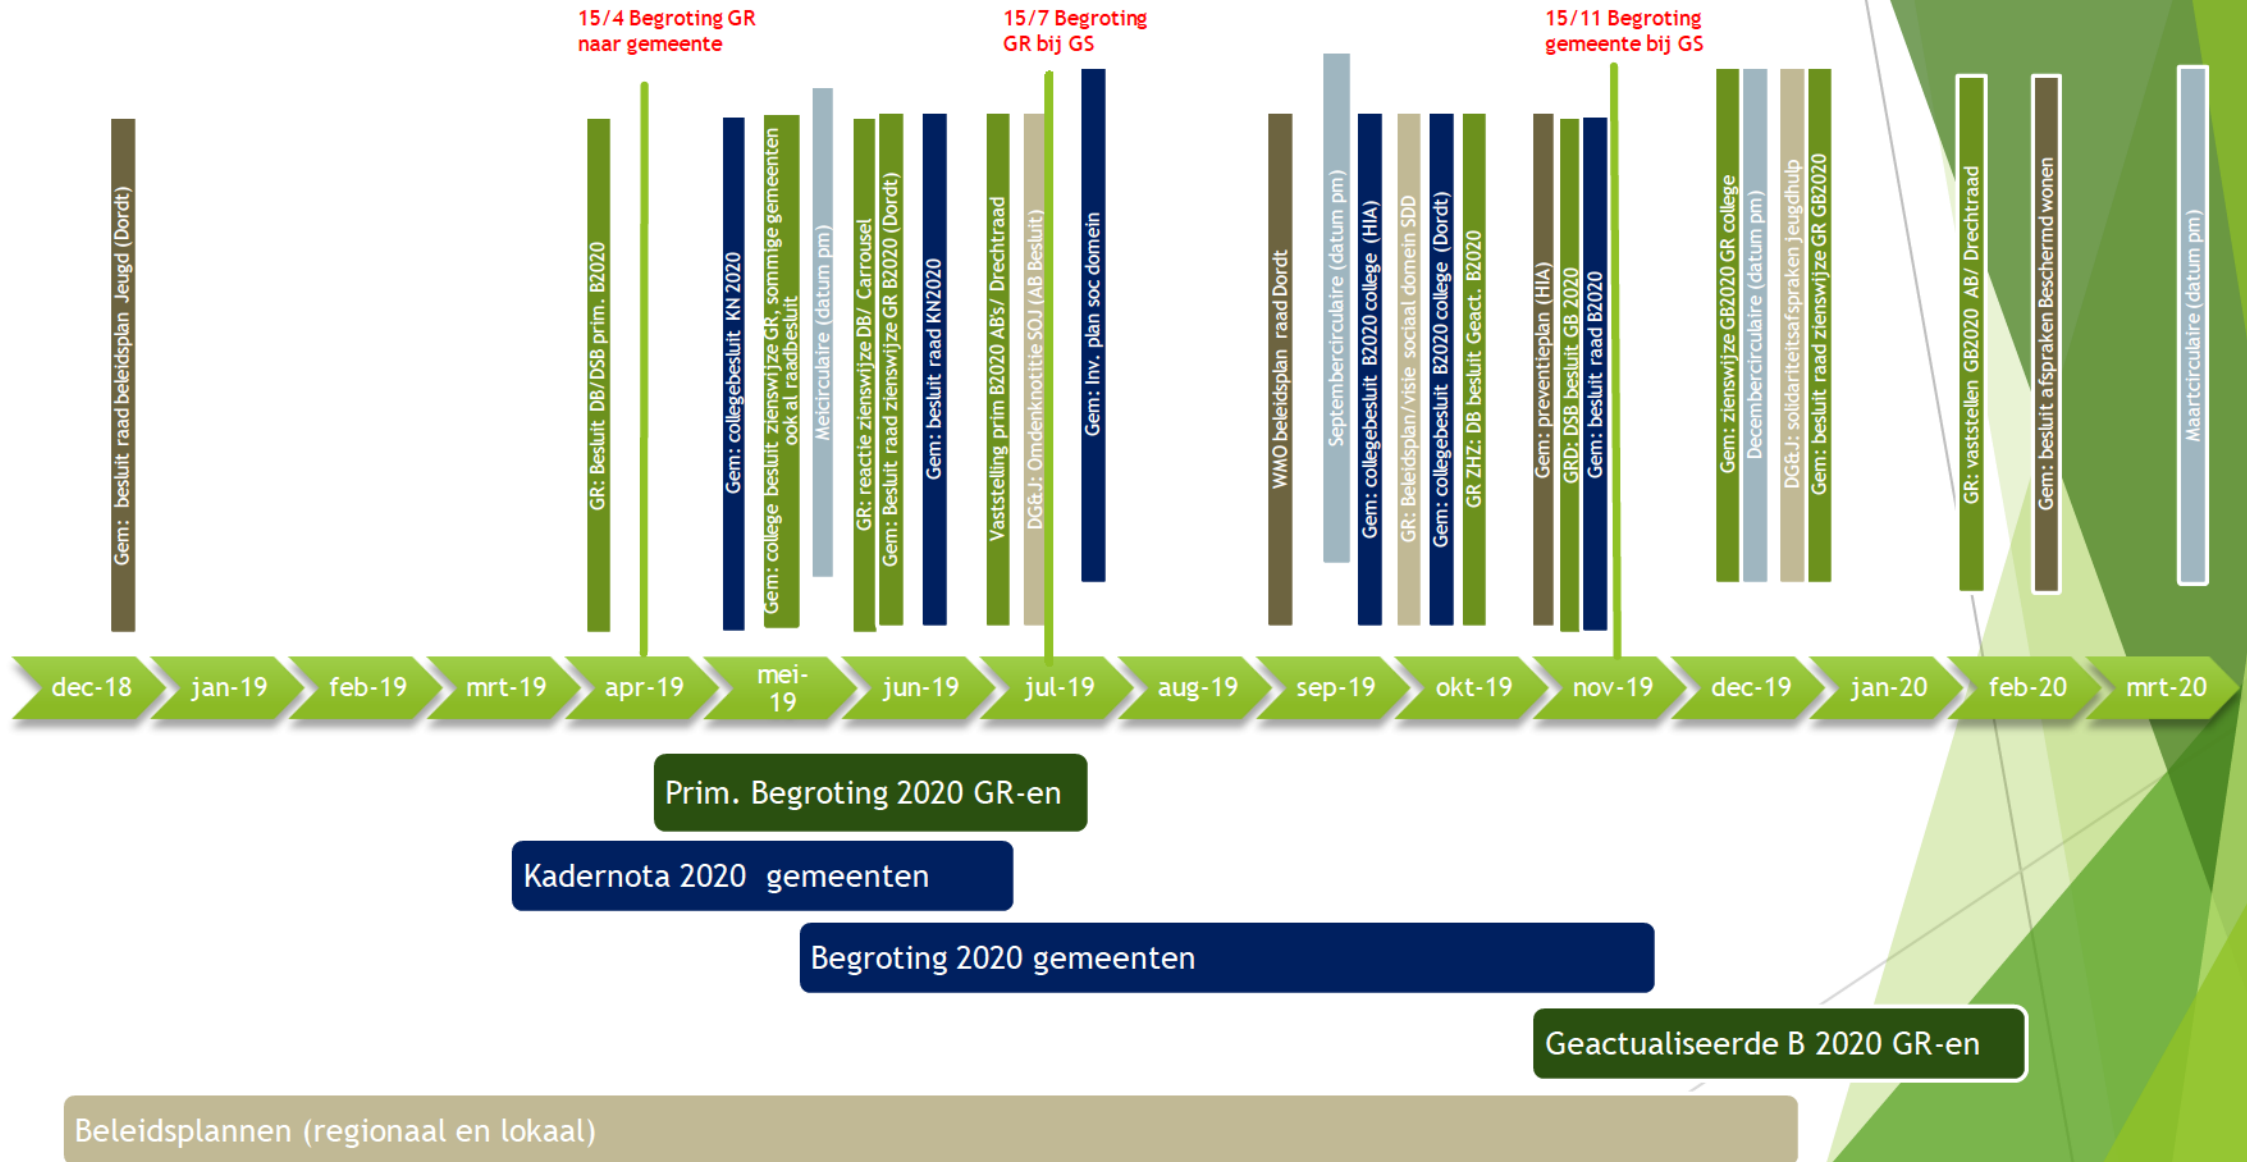 15/4 Begroting GR
naar gemeente
15/7 Begroting
GR bij GS
15/11 Begroting
gemeente bij GS
Gem: besluit raad beleidsplan Jeugd (Dordt)
GR: Besluit DB/DSB prim. B2020
Gem: collegebesluit KN 2020
Gem: college besluit zienswijze GR, sommige gemeenten
ook al raadbesluit
Meicirculaire (datum pm)
GR: reactie zienswijze DB/ Carrousel
Gem: Besluit raad zienswijze GR B2020 (Dordt)
Gem: besluit raad KN2020
Vaststelling prim B2020 AB's/ Drechtraad
DG&J: Omdenknotitie SOJ (AB Besluit)
Gem: Inv. plan soc domein
WMO beleidsplan raad Dordt
Septembercirculaire (datum pm)
Gem: collegebesluit B2020 college (HIA)
GR: Beleidsplan/visie sociaal domein SDD
Gem: collegebesluit B2020 college (Dordt)
GR ZHZ: DB besluit Geact. B2020
Gem: preventieplan (HIA)
GRD: DSB besluit GB 2020
Gem: besluit raad B2020
Gem: zienswijze GB2020 GR college
Decembercirculaire (datum pm)
DG&J: solidariteitsafspraken jeugdhulp
Gem: besluit raad zienswijze GR GB2020
GR: vaststellen GB2020 AB/ Drechtraad
Gem: besluit afspraken Beschermd wonen
Maartcirculaire (datum pm)
dec-18
jan-19
feb-19
mrt-19
apr-19
mei-
19
jun-19
jul-19
aug-19
sep-19
okt-19
nov-19
dec-19
jan-20
feb-20
mrt-20
Prim. Begroting 2020 GR-en
Kadernota 2020 gemeenten
Begroting 2020 gemeenten
Geactualiseerde B 2020 GR-en
Beleidsplannen (regionaal en lokaal)